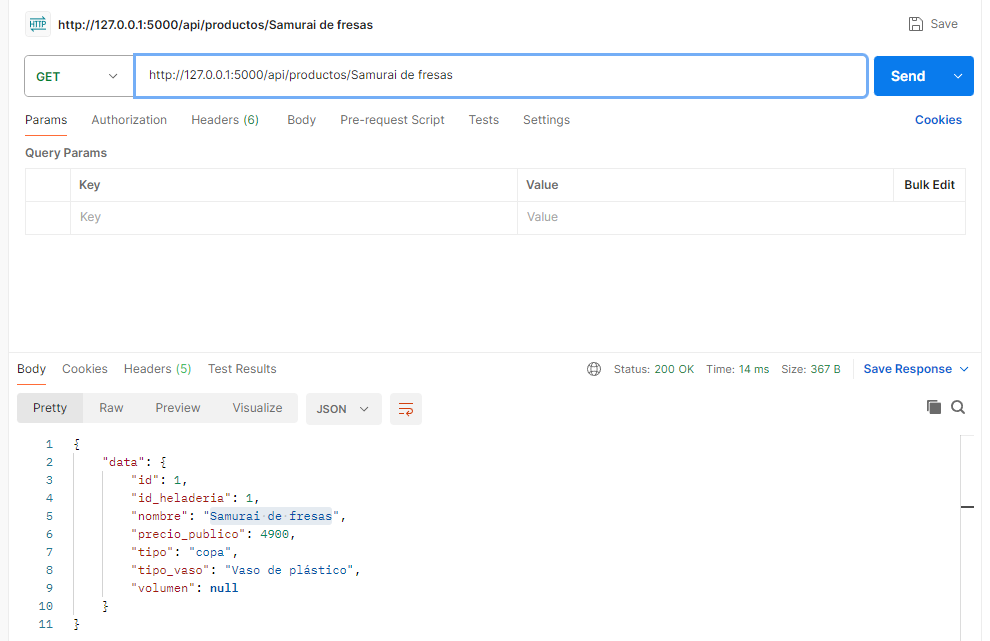 HTTP http://127.0.0.1:5000/api/productos/Samurai de fresas Save
GET http://127.0.0.1:5000/api/productos/Samurai de fresas Send
Params Authorization Headers (6) Body Pre-request Script Tests Settings Cookies
Query Params
Key Value Bulk Edit
Key Value
Body Cookies Headers (5) Test Results Status: 200 OK Time: 14 ms Size: 367 B Save Response
Pretty Raw Preview Visualize JSON
1 {
2 "data": {
3 "id": 1,
4 "id_heladeria": 1,
5 "nombre": "Samurai de fresas",
6 "precio_publico": 4900,
7 "tipo": "copa",
8 "tipo_vaso": "Vaso de plástico",
9 "volumen": null
10 }
11 }